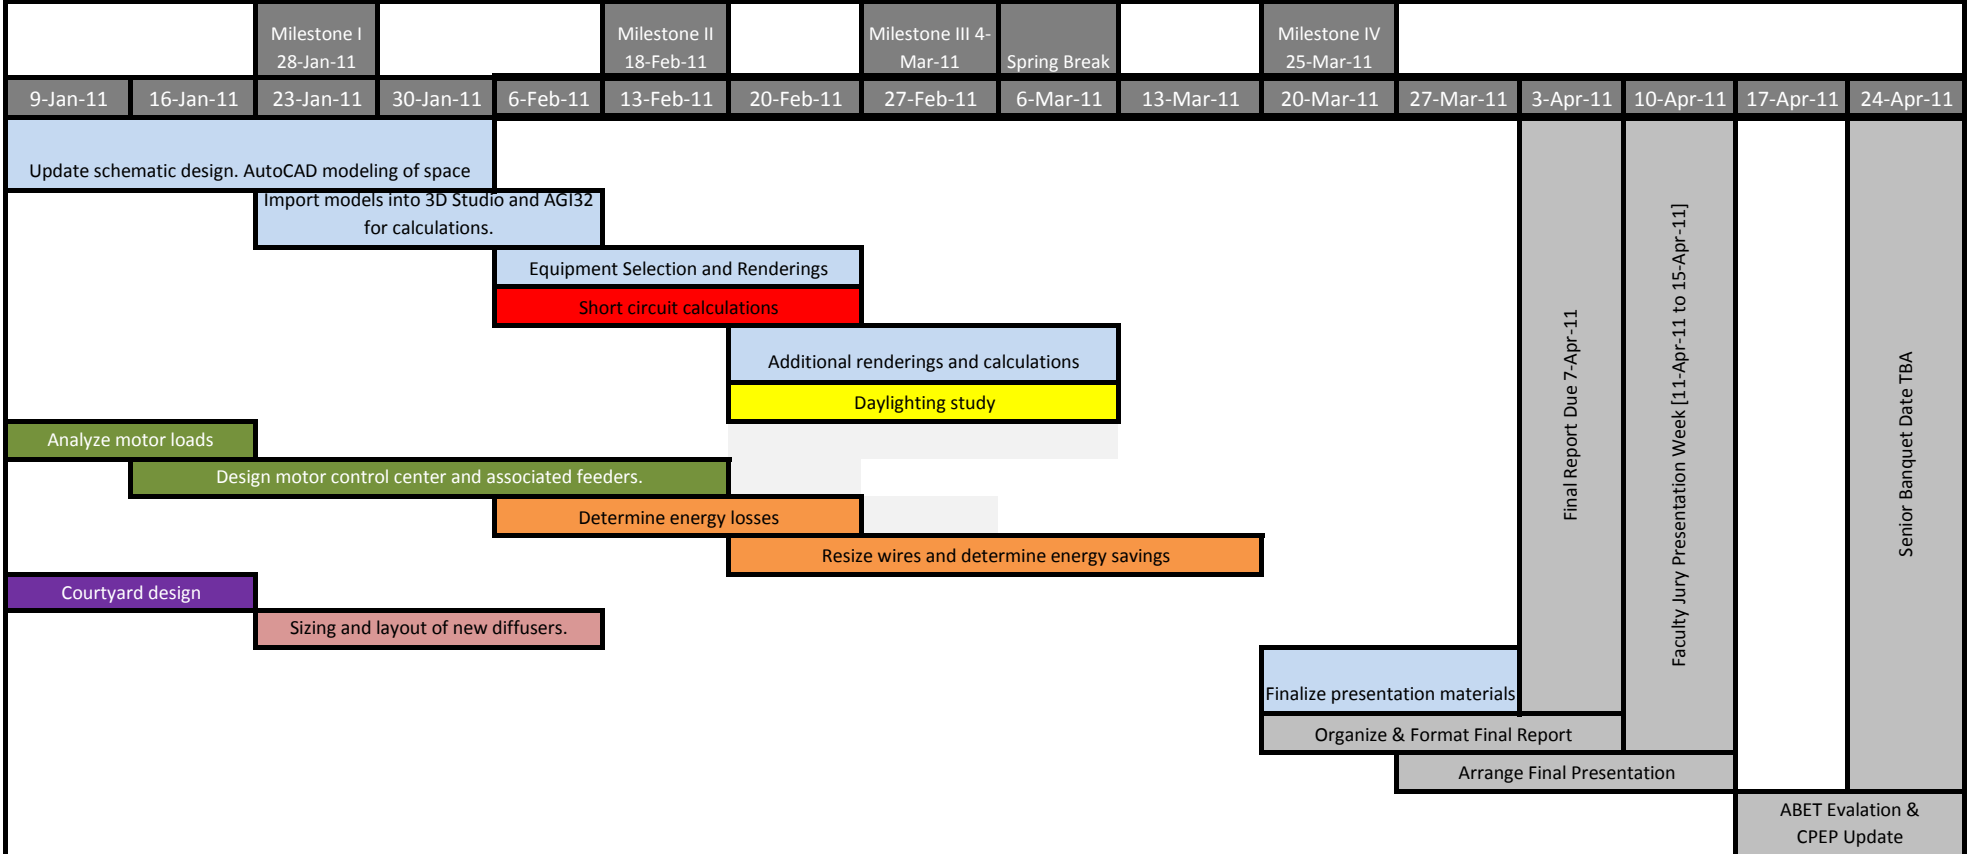 Milestone I
28-Jan-11
Milestone II
18-Feb-11
Milestone III 4-
Mar-11
Spring Break
Milestone IV
25-Mar-11
9-Jan-11 16-Jan-11 23-Jan-11 30-Jan-11 6-Feb-11 13-Feb-11 20-Feb-11 27-Feb-11 6-Mar-11 13-Mar-11 20-Mar-11 27-Mar-11 3-Apr-11 10-Apr-11 17-Apr-11 24-Apr-11
Update schematic design. AutoCAD modeling of space
Import models into 3D Studio and AGI32
for calculations.
Equipment Selection and Renderings
Short circuit calculations
Additional renderings and calculations
Daylighting study
Analyze motor loads
Design motor control center and associated feeders.
Determine energy losses
Resize wires and determine energy savings
Courtyard design
Sizing and layout of new diffusers.
Finalize presentation materials
Final Report Due 7-Apr-11
Faculty Jury Presentation Week [11-Apr-11 to 15-Apr-11]
Senior Banquet Date TBA
Organize & Format Final Report
Arrange Final Presentation
ABET Evalation &
CPEP Update